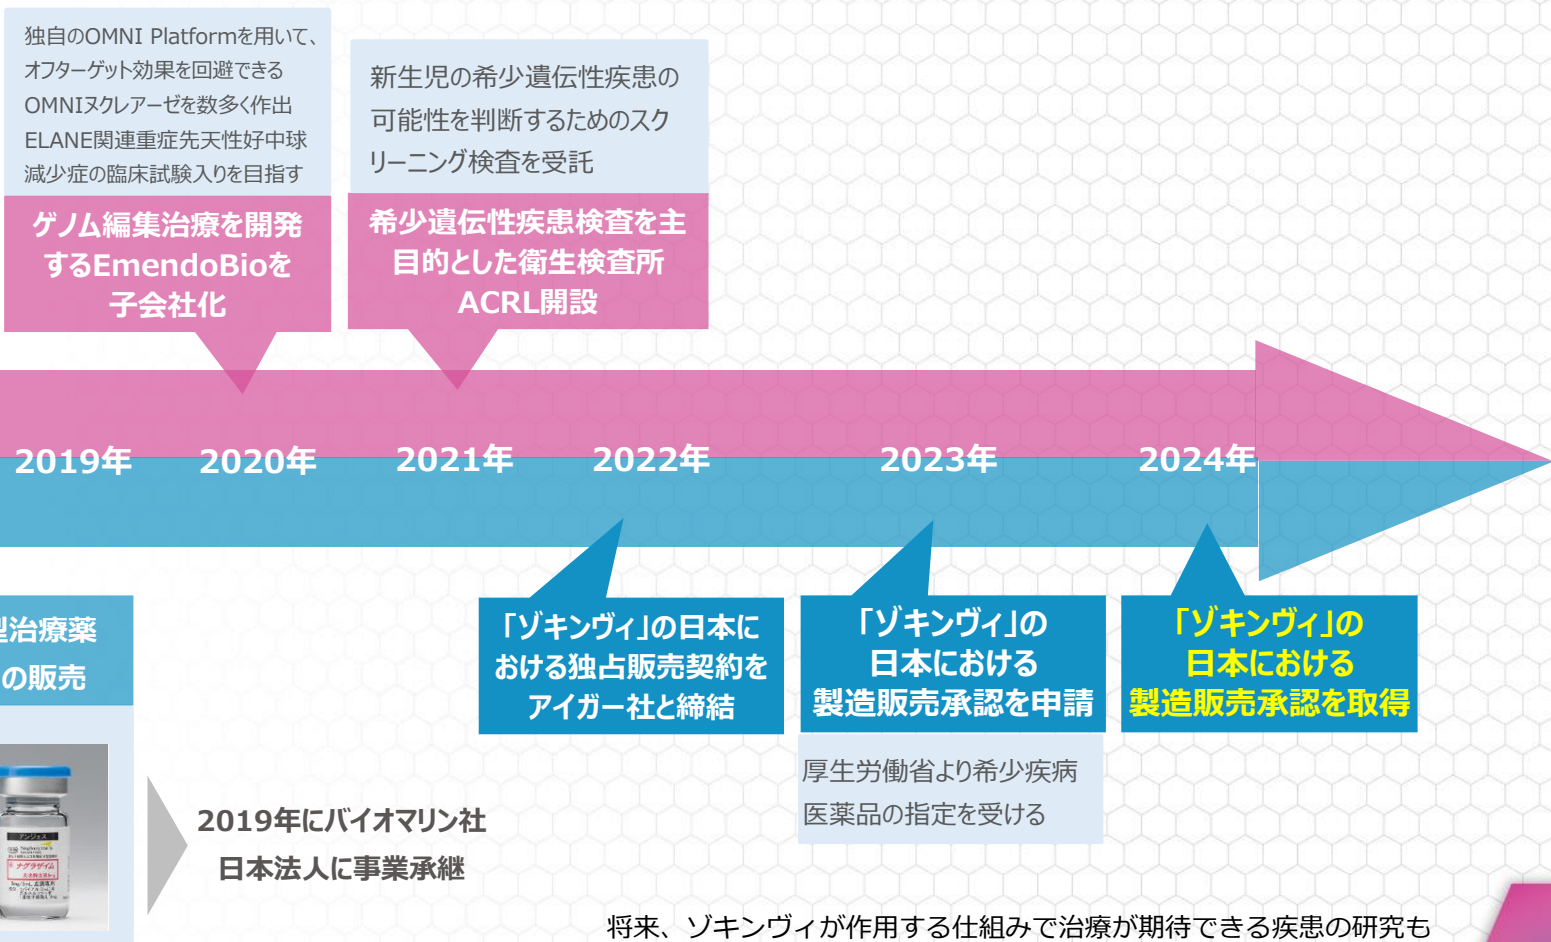 独自のOMNI Platformを用いて、
オフターゲット効果を回避できる
OMNIヌクレアーゼを数多く作出
ELANE関連重症先天性好中球
減少症の臨床試験入りを目指す
ゲノム編集治療を開発
するEmendoBioを
子会社化
新生児の希少遺伝性疾患の
可能性を判断するためのスク
リーニング検査を受託
希少遺伝性疾患検査を主
目的とした衛生検査所
ACRL開設
2019年
2020年
2021年
2022年
2023年
2024年
型治療薬
の販売
アンジェス
ナグラザイム
2019年にバイオマリン社
日本法人に事業承継
「ゾキンヴィ」の日本に
おける独占販売契約を
アイガー社と締結
「ゾキンヴィ」の
日本における
製造販売承認を申請
厚生労働省より希少疾病
医薬品の指定を受ける
「ゾキンヴィ」の
日本における
製造販売承認を取得
将来、ゾキンヴィが作用する仕組みで治療が期待できる疾患の研究も